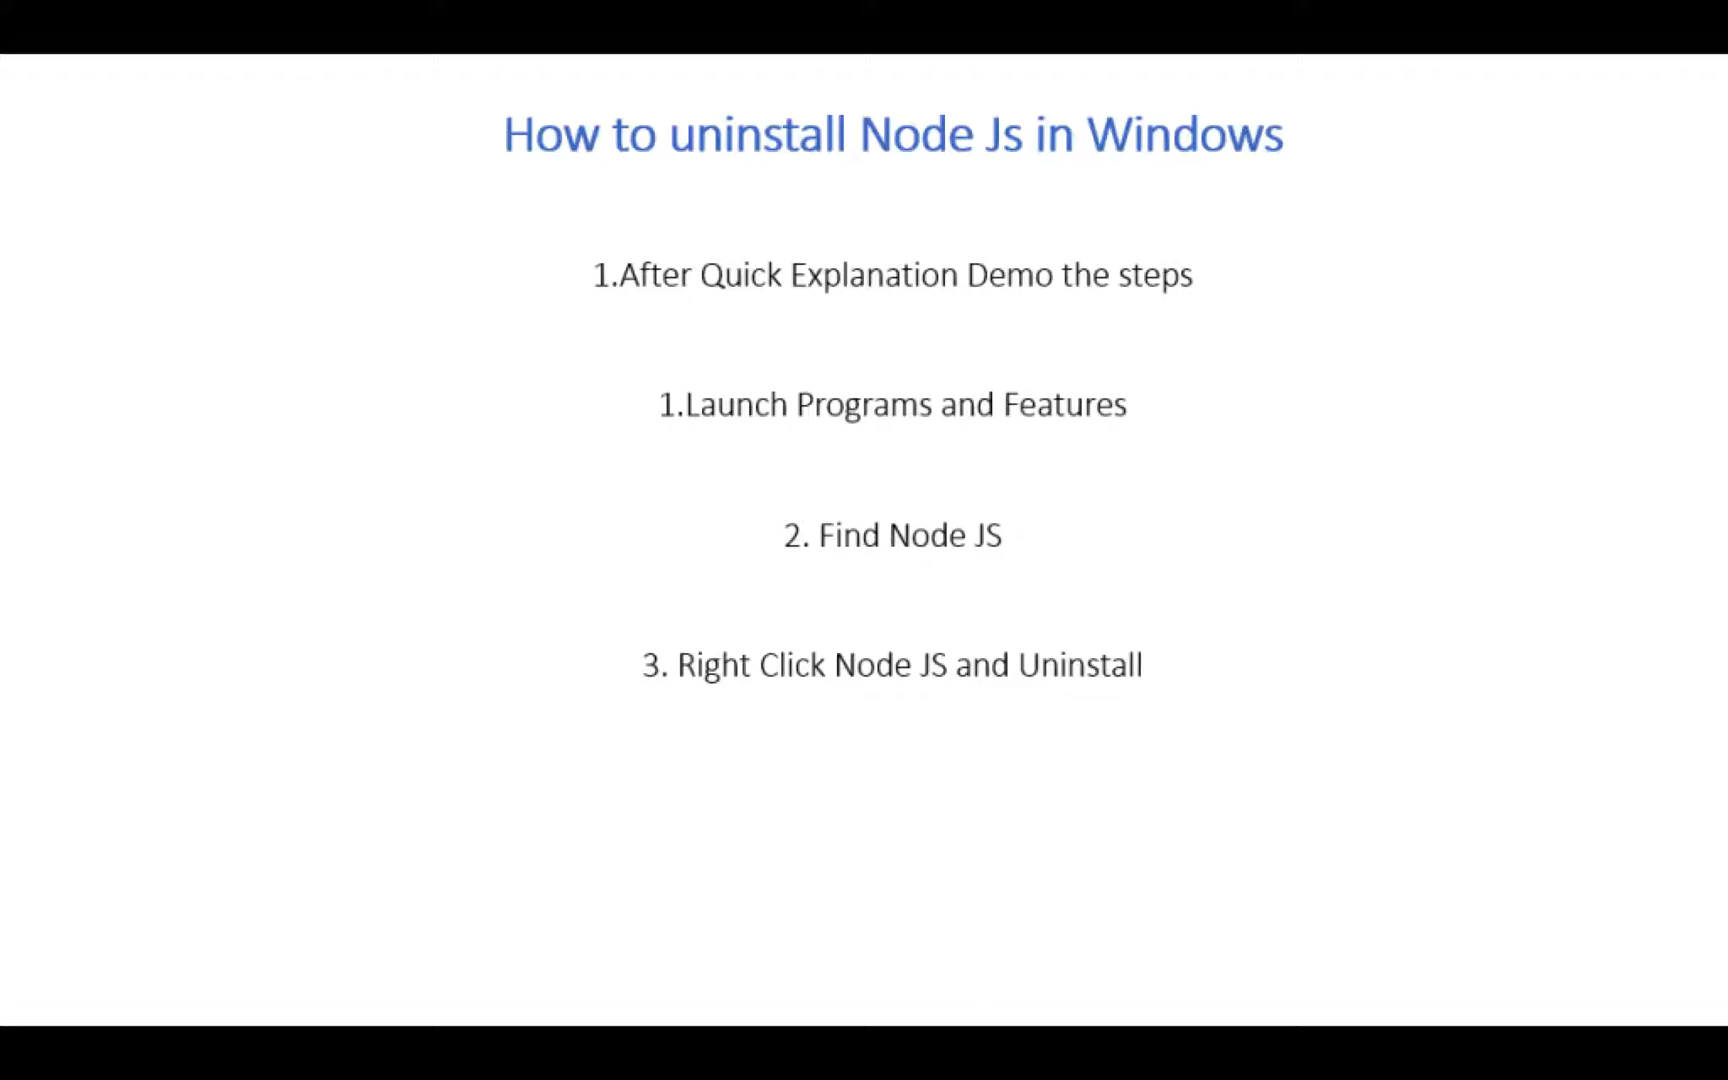 How to uninstall Node Js in Windows
1.After Quick Explanation Demo the steps
1.Launch Programs and Features
2. Find Node JS
3. Right Click Node JS and Uninstall